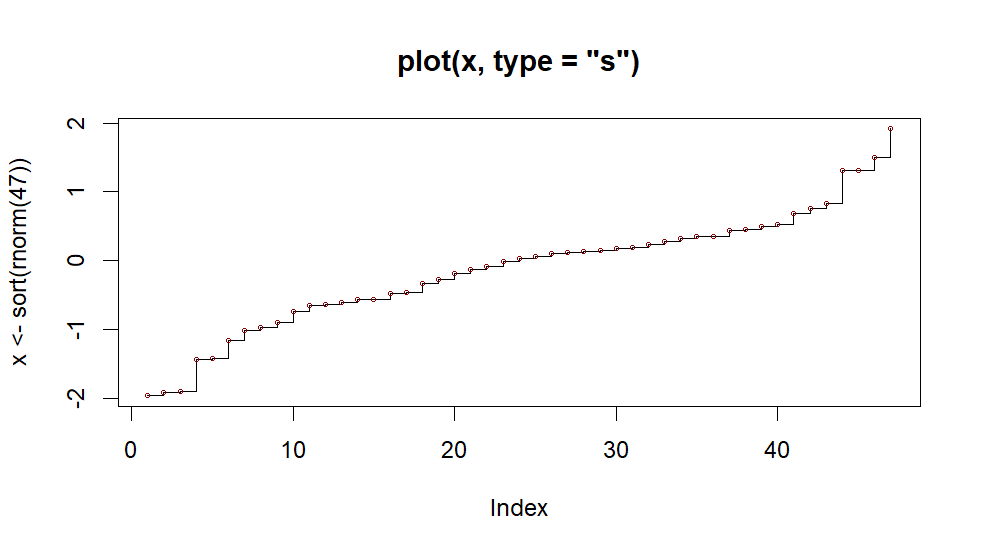 plot(x, type = "s")
x <- sort(rnorm(47))
2
1
0
-1
-2
0 10 20 30 40
Index